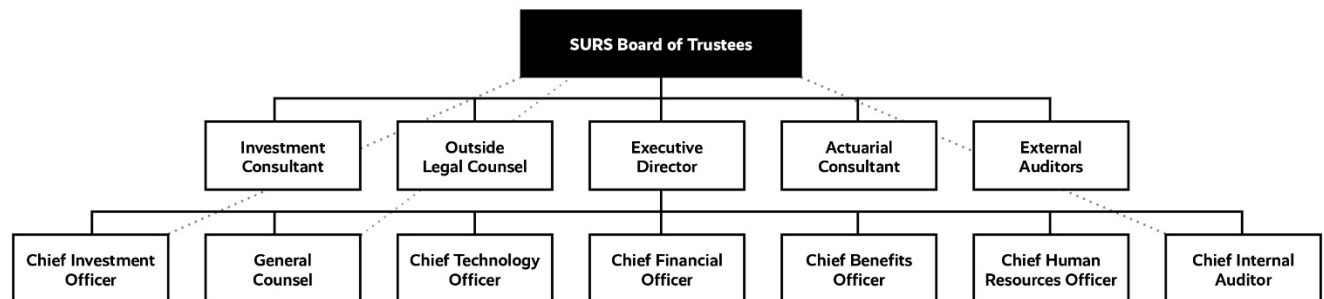 SURS Board of Trustees
Investment
Consultant
Outside
Legal Counsel
Executive
Director
Actuarial
Consultant
External
Auditors
Chief Investment
Officer
General
Counsel
Chief Technology
Officer
Chief Financial
Officer
Chief Benefits
Officer
Chief Human
Resources Officer
Chief Internal
Auditor